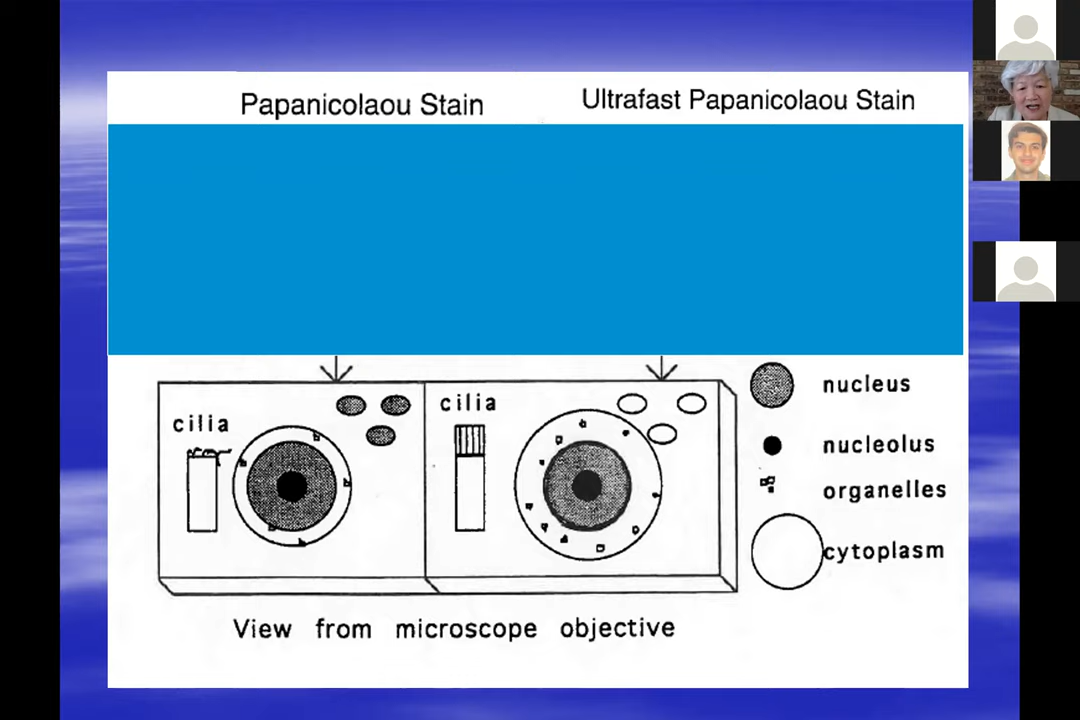 Papanicolaou Stain
Ultrafast Papanicolaou Stain
cilia
cilia
nucleus
nucleolus
organelles
cytoplasm
View from microscope objective